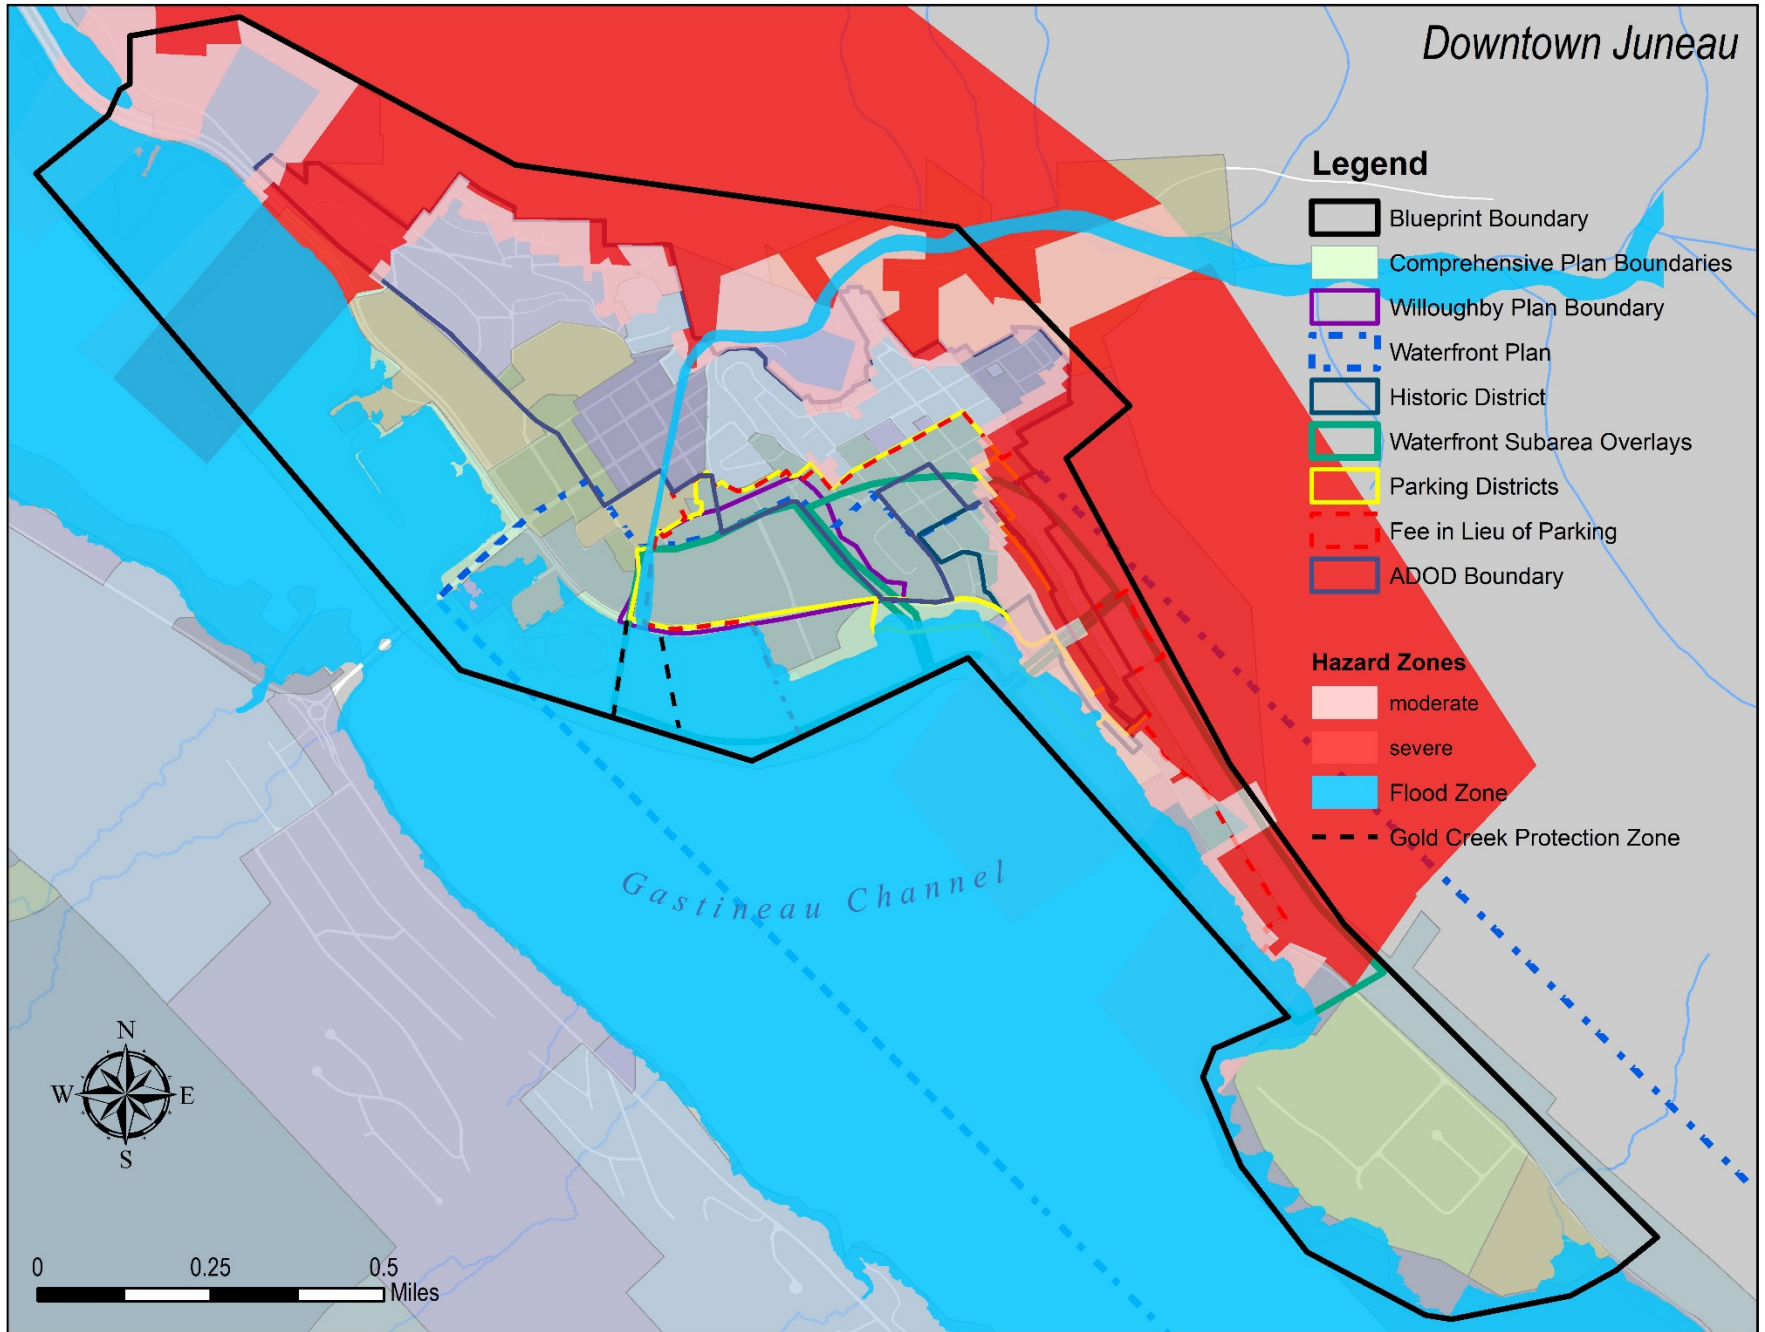 Downtown Juneau
Legend
Blueprint Boundary
Comprehensive Plan Boundaries
Willoughby Plan Boundary
Waterfront Plan
Historic District
Waterfront Subarea Overlays
Parking Districts
Fee in Lieu of Parking
ADOD Boundary
Hazard Zones
moderate
severe
Flood Zone
Gold Creek Protection Zone
Gastineau Channel
N
W E
S
0 0.25 0.5
Miles